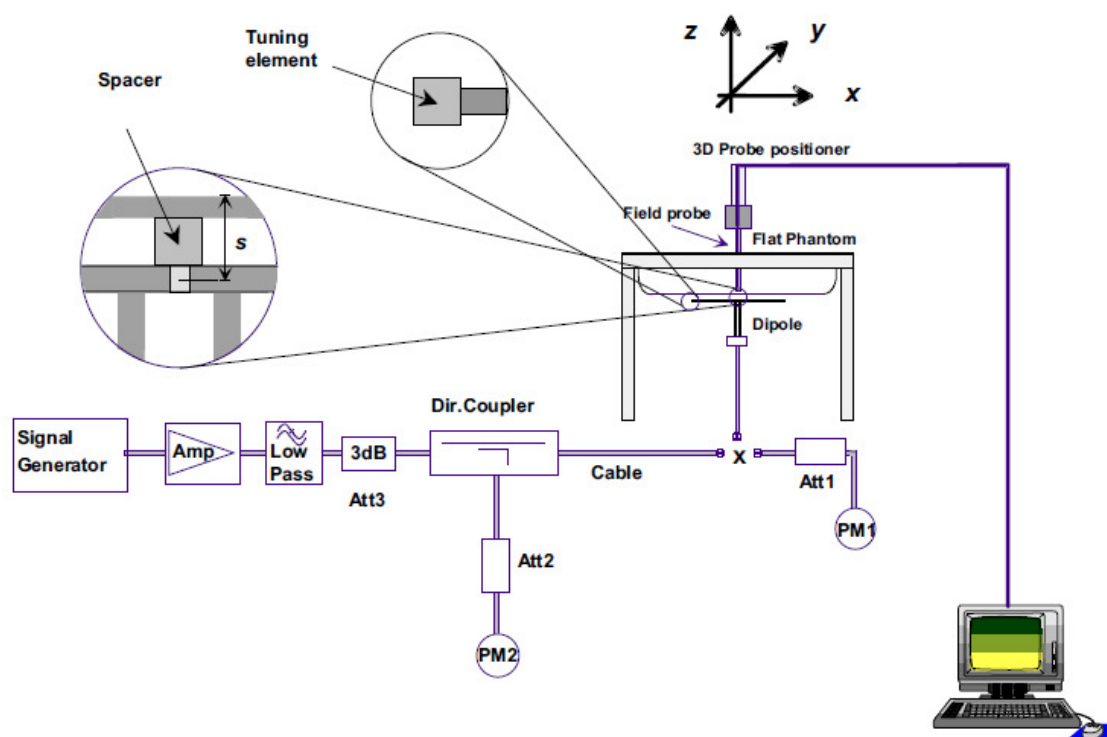 Tuning
element
Spacer
z
y
x
3D Probe positioner
Field probe
Flat Phantom
s
Dipole
Dir.Coupler
Signal
Generator
Amp
Low
Pass
3dB
Att3
Cable
x
Att1
PM1
Att2
PM2